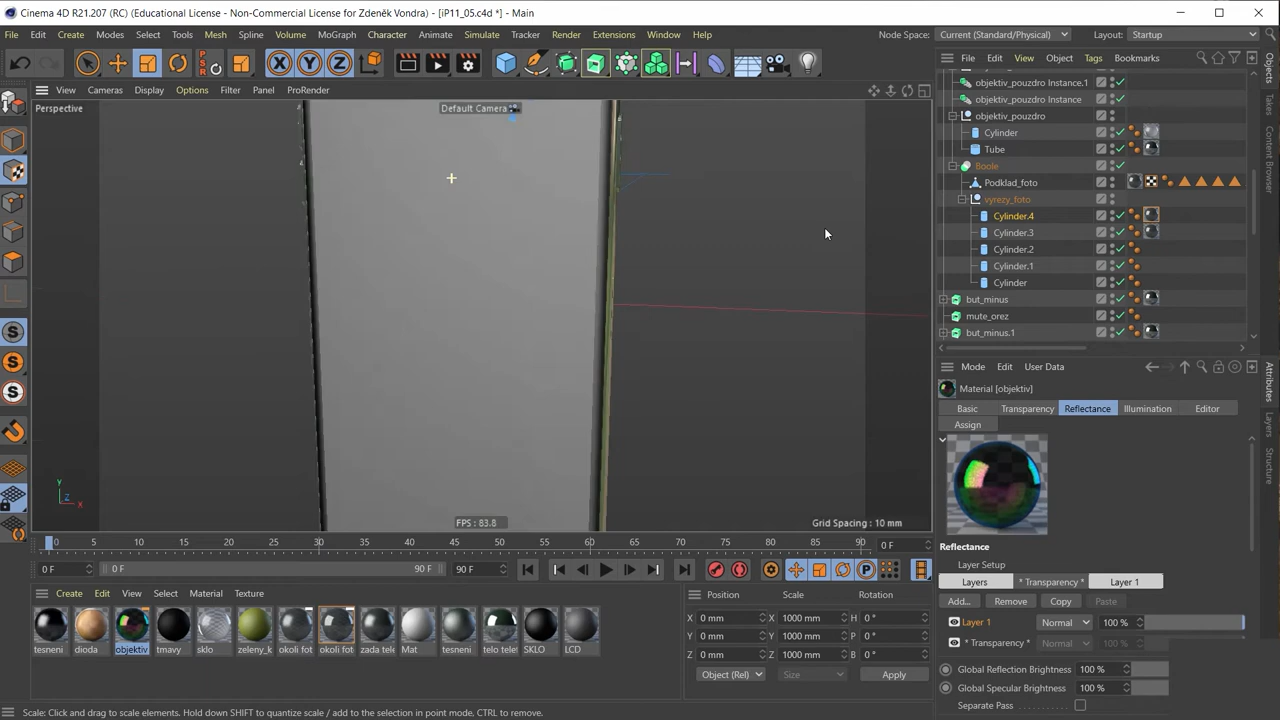 Cinema 4D R21.207 (RC) (Educational License - Non-Commercial License for Zdeněk Vondra) - [iP11_05.c4d *] - Main
File Edit Create Modes Select Tools Mesh Spline Volume MoGraph Character Animate Simulate Tracker Render Extensions Window Help Node Space: Current (Standard/Physical) Layout: Startup
X Y Z PSR 0
View Cameras Display Options Filter Panel ProRender
File Edit View Object Tags Bookmarks
Perspective Default Camera
objektiv_pouzdro Instance.1
objektiv_pouzdro Instance
objektiv_pouzdro
Cylinder
Tube
Boole
Podklad_foto
vyrezy_foto
Cylinder.4
Cylinder.3
Cylinder.2
Cylinder.1
Cylinder
but_minus
mute_orez
but_minus.1
Objects
Takes
Content Browser
Mode Edit User Data
Material [objektiv]
Basic Transparency Reflectance Illumination Editor
Assign
Attributes
Layers
Structure
Reflectance
Layer Setup
Layers * Transparency * Layer 1
Add... Remove Copy Paste
Layer 1 Normal 100 %
* Transparency * Normal 100 %
Global Reflection Brightness 100 %
Global Specular Brightness 100 %
Separate Pass
S
S
S
Y
Z X
FPS : 83.8 Grid Spacing : 10 mm
0 5 10 15 20 25 30 35 40 45 50 55 60 65 70 75 80 85 90 0 F
0 F 0 F 90 F 90 F P
Create Edit View Select Material Texture
tesneni dioda objektiv tmavy sklo zeleny_k okoli fot okoli fot zada tele Mat tesneni telo telef SKLO LCD
Position Scale Rotation
X 0 mm X 1000 mm H 0 °
Y 0 mm Y 1000 mm P 0 °
Z 0 mm Z 1000 mm B 0 °
Object (Rel) Size Apply
Scale: Click and drag to scale elements. Hold down SHIFT to quantize scale / add to the selection in point mode, CTRL to remove.